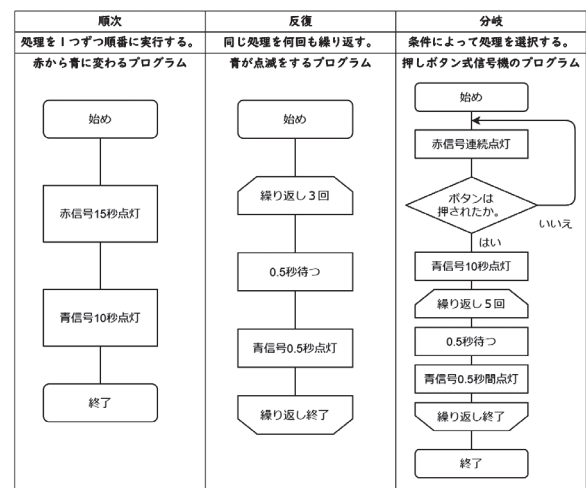 順次
処理を1つずつ順番に実行する。
赤から青に変わるプログラム
始め
赤信号15秒点灯
青信号10秒点灯
終了
反復
同じ処理を何回も繰り返す。
青が点滅をするプログラム
始め
繰り返し3回
0.5秒待つ
青信号0.5秒点灯
繰り返し終了
分岐
条件によって処理を選択する。
押しボタン式信号機のプログラム
始め
赤信号連続点灯
ボタンは
押されたか。
いいえ
はい
青信号10秒点灯
繰り返し5回
0.5秒待つ
青信号0.5秒間点灯
繰り返し終了
終了